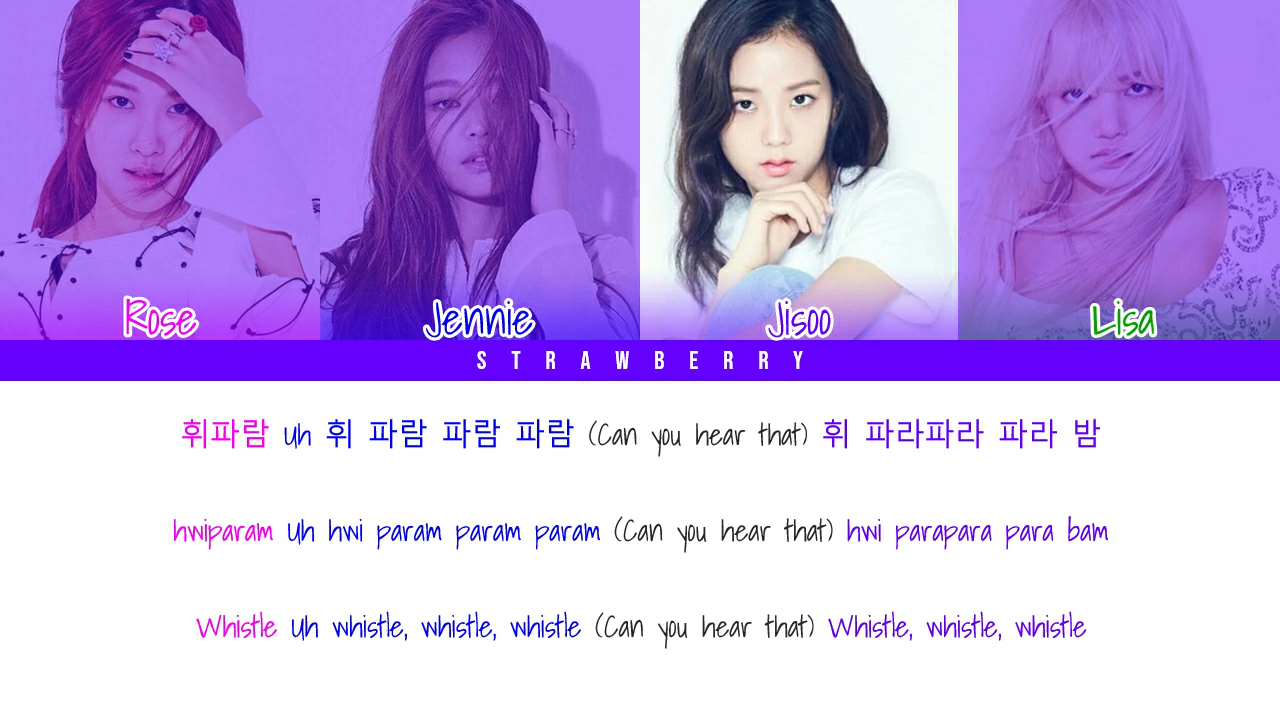 Rose Jennie Jisoo Lisa
STRAWBERRY
휘파람 Uh 휘 파람 파람 파람 (Can you hear that) 휘 파라파라 파라 밤
hwiparam Uh hwi param param param (Can you hear that) hwi parapara para bam
Whistle Uh whistle, whistle, whistle (Can you hear that) Whistle, whistle, whistle